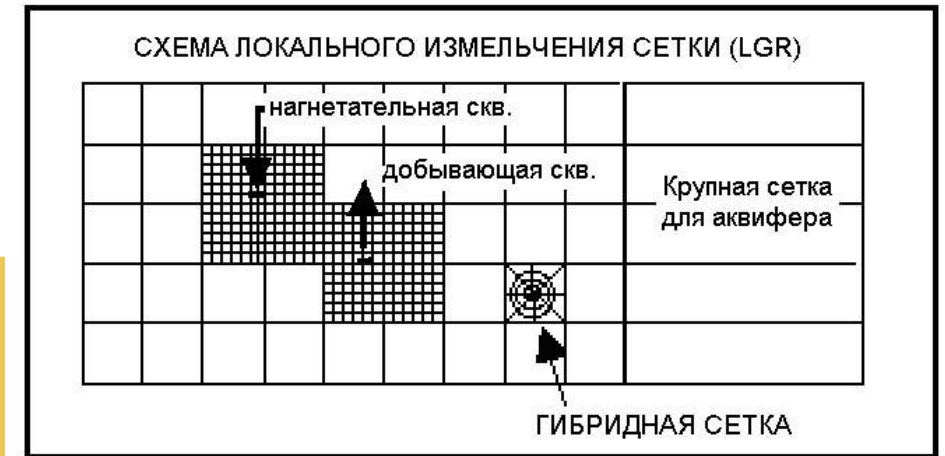 СХЕМА ЛОКАЛЬНОГО ИЗМЕЛЬЧЕНИЯ СЕТКИ (LGR)
нагнетательная скв.
добывающая скв.
Крупная сетка
для аквифера
ГИБРИДНАЯ СЕТКА